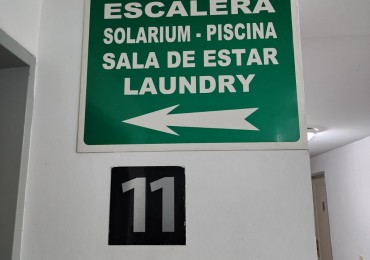 ESCALERA
SOLARIUM - PISCINA
SALA DE ESTAR
LAUNDRY
11